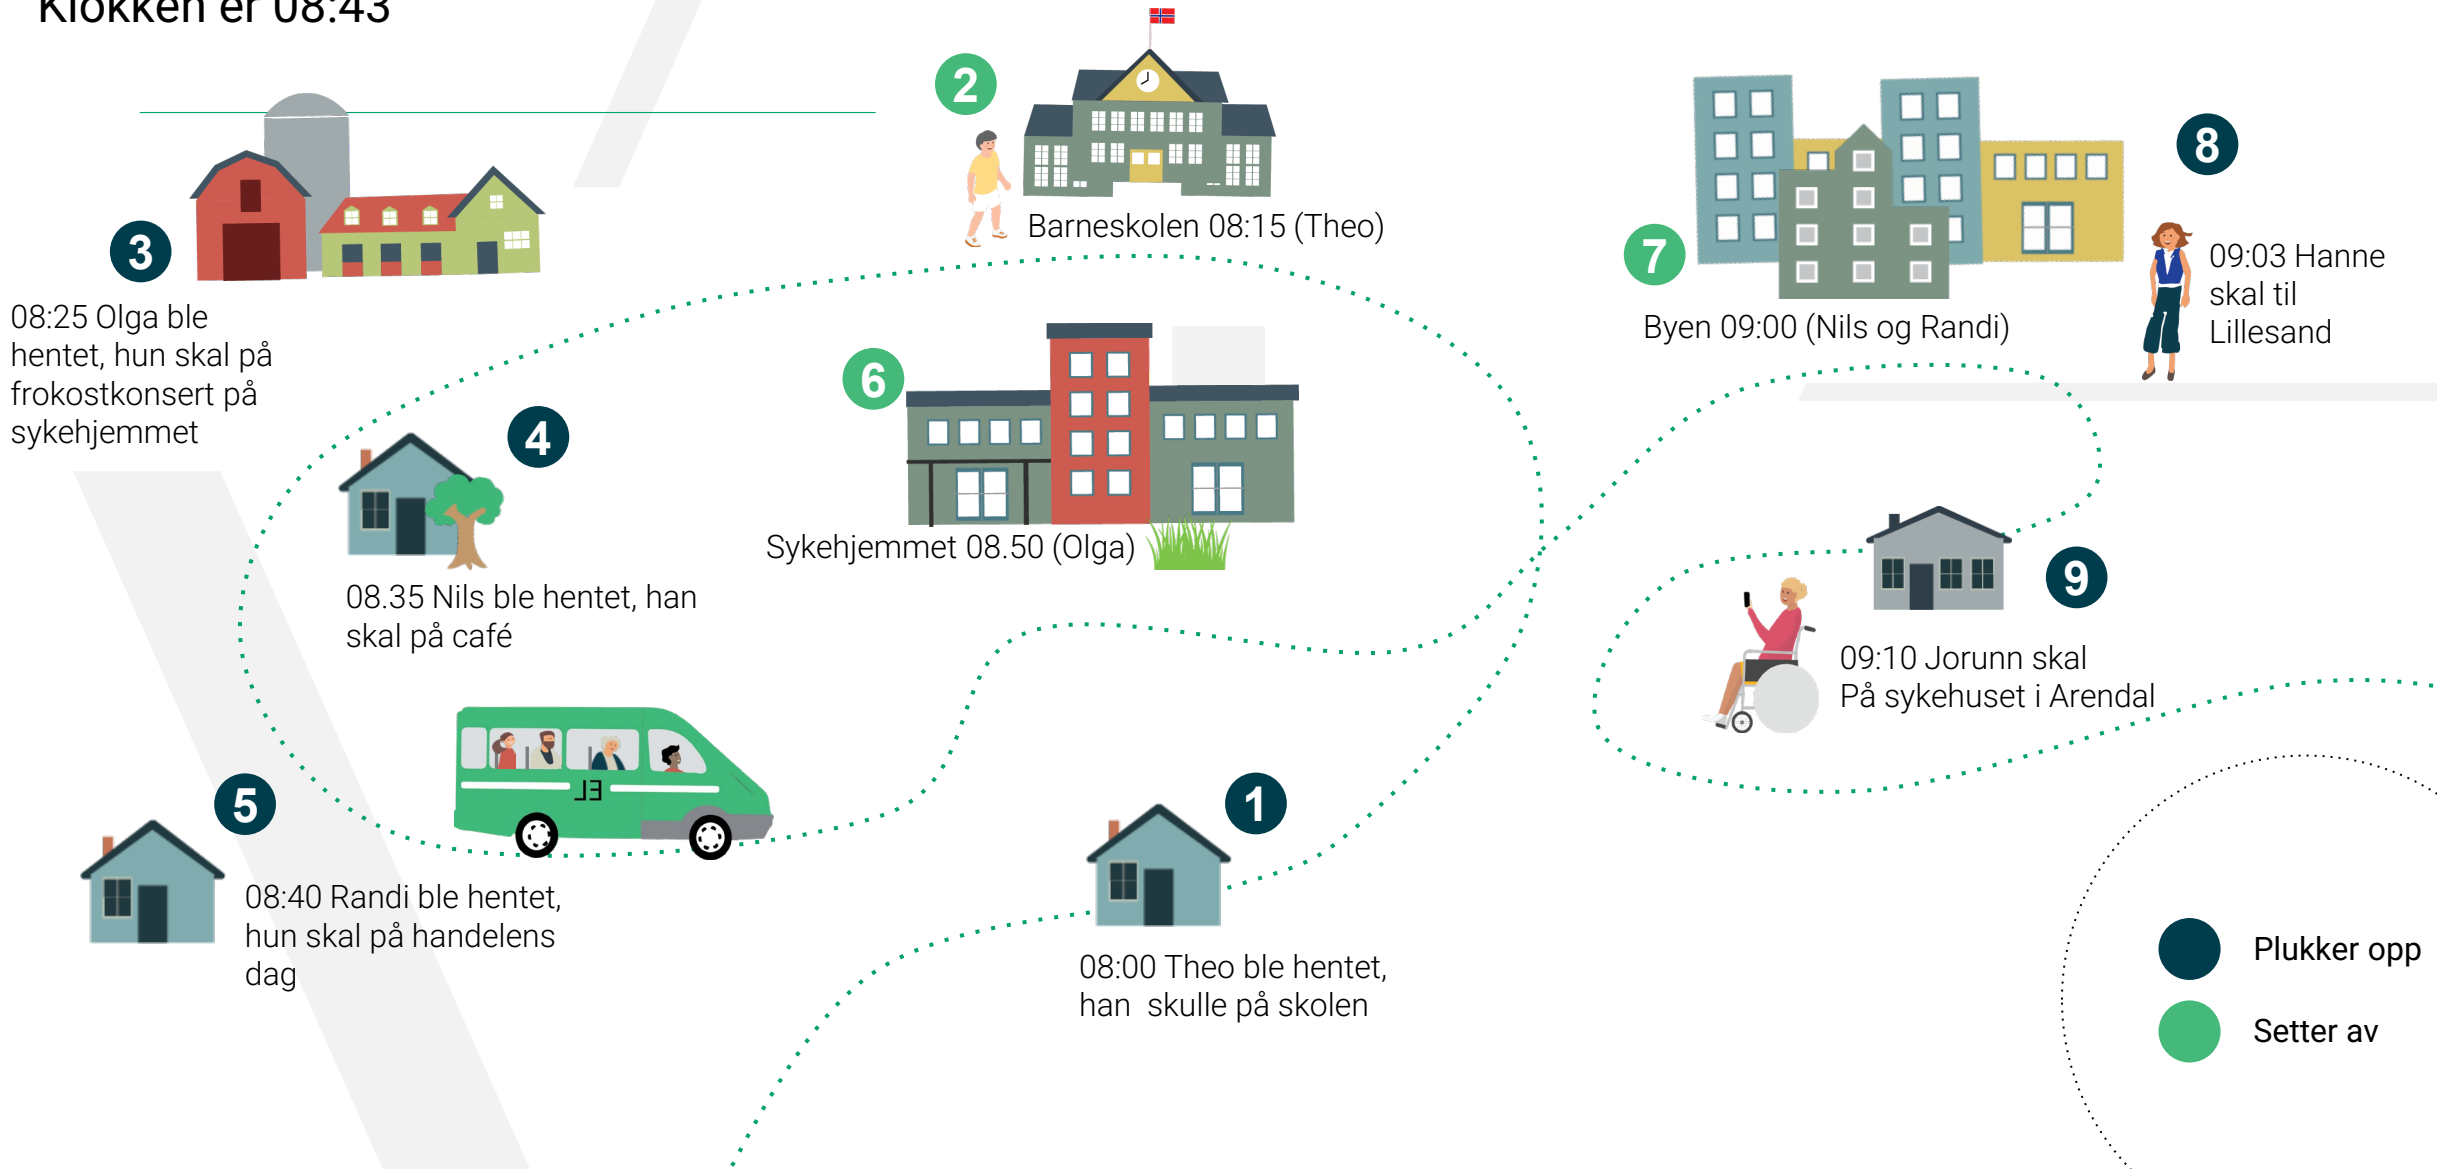 Klokken er 08:43
2
Barneskolen 08:15 (Theo)
3
08:25 Olga ble
hentet, hun skal på
frokostkonsert på
sykehjemmet
8
09:03 Hanne
skal til
Lillesand
7
Byen 09:00 (Nils og Randi)
6
Sykehjemmet 08.50 (Olga)
4
08.35 Nils ble hentet, han
skal på café
9
09:10 Jorunn skal
På sykehuset i Arendal
5
08:40 Randi ble hentet,
hun skal på handelens
dag
1
08:00 Theo ble hentet,
han  skulle på skolen
Plukker opp
Setter av